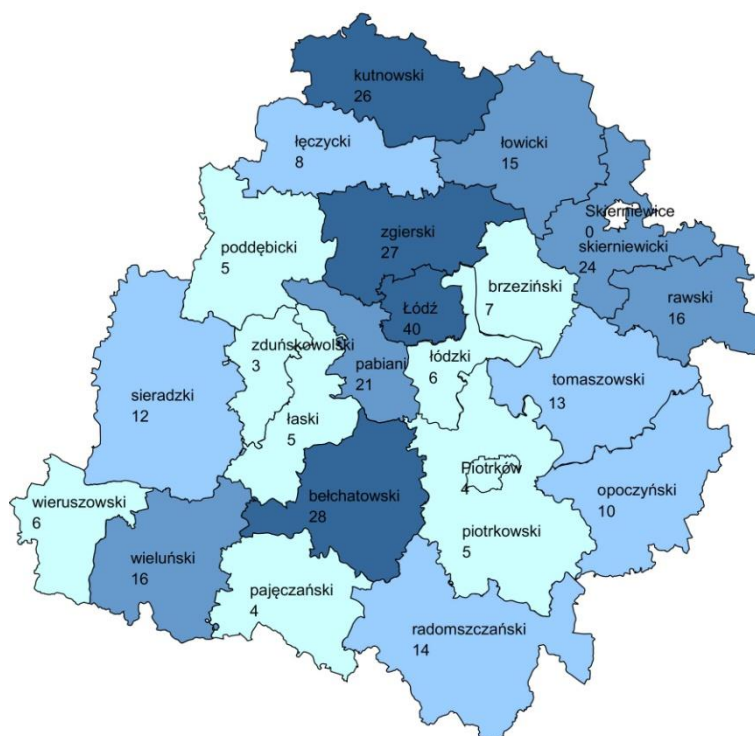 kutnowski
26
łęczycki
8
łowicki
15
Skierniewice
0
skierniewicki
24
zgierski
27
poddębicki
5
brzeziński
7
rawski
16
Łódź
40
zduńskowolski
3
pabiani
21
łódzki
6
tomaszowski
13
sieradzki
12
łaski
5
Piotrków
4
opoczyński
10
wieruszowski
6
bełchatowski
28
piotrkowski
5
wieluński
16
pajęczański
4
radomszczański
14